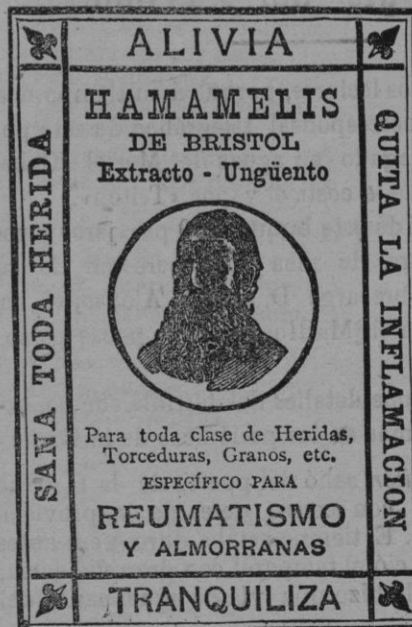 ALIVIA
SANA TODA HERIDA
HAMAMELIS
DE BRISTOL
Extracto - Ungüento
Para toda clase de Heridas,
Torceduras, Granos, etc.
ESPECÍFICO PARA
REUMATISMO
Y ALMORRANAS
QUITA LA INFLAMACION
TRANQUILIZA